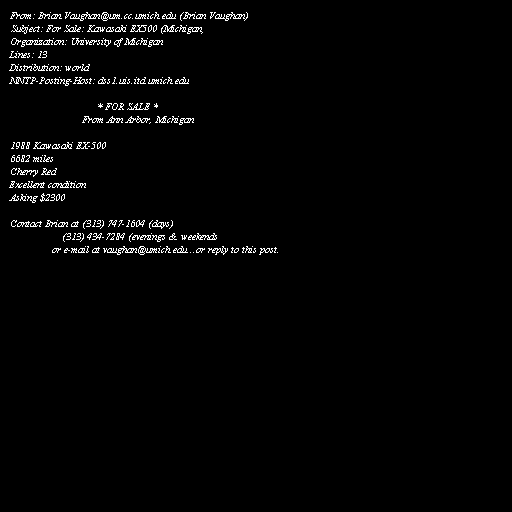 From: Brian.Vaughan@um.cc.umich.edu (Brian Vaughan)
Subject: For Sale: Kawasaki EX500 (Michigan)
Organization: University of Michigan
Lines: 13
Distribution: world
NNTP-Posting-Host: dss1.uis.itd.umich.edu
* FOR SALE *
From Ann Arbor, Michigan
1988 Kawasaki EX-500
6682 miles
Cherry Red
Excellent condition
Asking $2300
Contact Brian at (313) 747-1604 (days)
(313) 434-7284 (evenings & weekends
or e-mail at vaughan@umich.edu...or reply to this post.